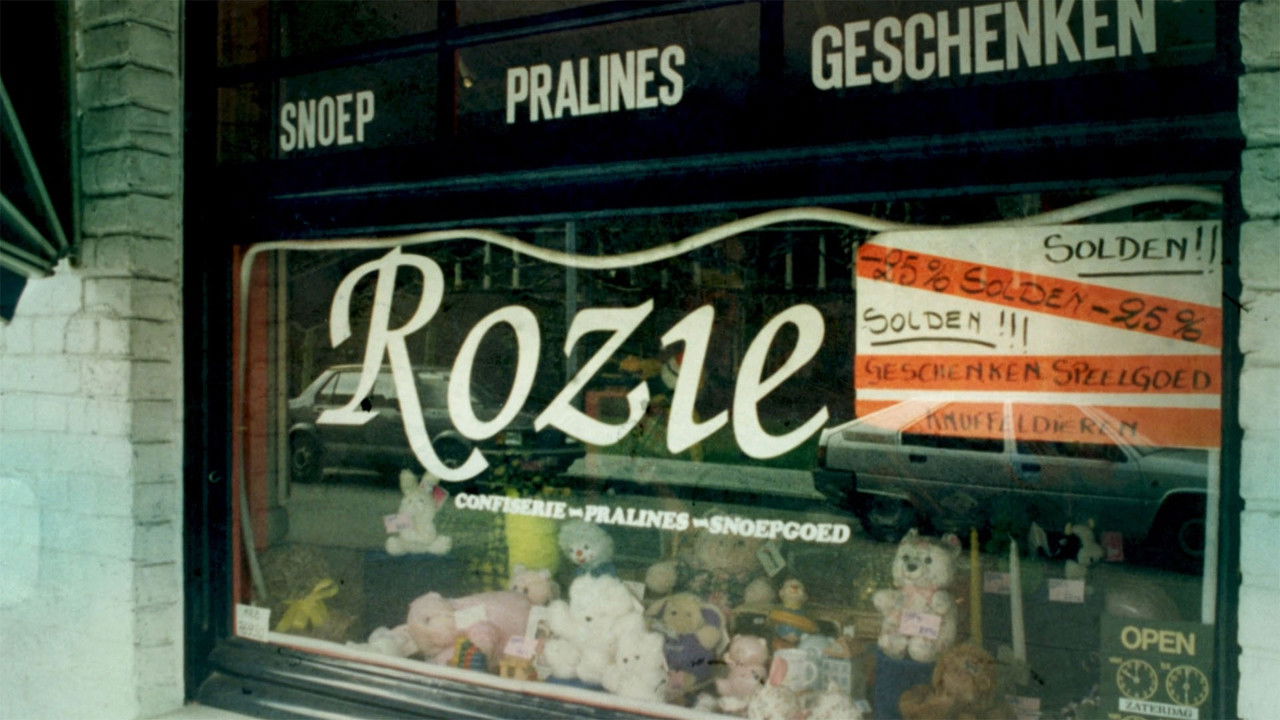 SNOEP
PRALINES
GESCHENKEN
Rozie
CONFISERIE - PRALINES - SNOEPGOED
SOLDEN!!
-25% SOLDEN -25%
SOLDEN!!!
GESCHENKEN SPEELGOED
KNUFFELDIEREN
OPEN
ZATERDAG